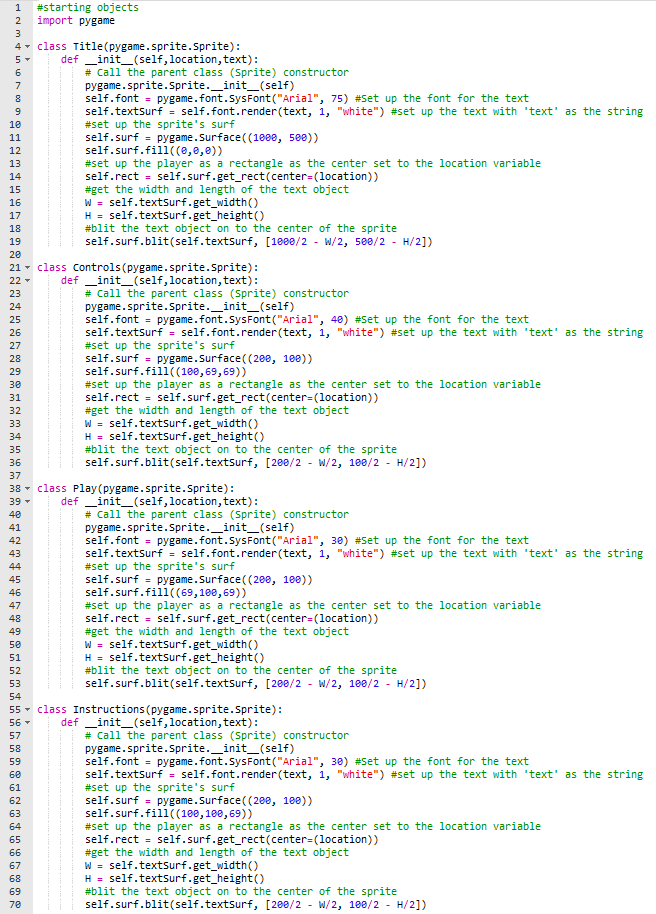 1 #starting objects
2 import pygame
3
4 class Title(pygame.sprite.Sprite):
5 def __init__(self,location,text):
6 # Call the parent class (Sprite) constructor
7 pygame.sprite.Sprite.__init__(self)
8 self.font = pygame.font.SysFont("Arial", 75) #Set up the font for the text
9 self.textSurf = self.font.render(text, 1, "white") #set up the text with 'text' as the string
10 #set up the sprite's surf
11 self.surf = pygame.Surface((1000, 500))
12 self.surf.fill((0,0,0))
13 #set up the player as a rectangle as the center set to the location variable
14 self.rect = self.surf.get_rect(center=(location))
15 #get the width and length of the text object
16 W = self.textSurf.get_width()
17 H = self.textSurf.get_height()
18 #blit the text object on to the center of the sprite
19 self.surf.blit(self.textSurf, [1000/2 - W/2, 500/2 - H/2])
20
21 class Controls(pygame.sprite.Sprite):
22 def __init__(self,location,text):
23 # Call the parent class (Sprite) constructor
24 pygame.sprite.Sprite.__init__(self)
25 self.font = pygame.font.SysFont("Arial", 40) #Set up the font for the text
26 self.textSurf = self.font.render(text, 1, "white") #set up the text with 'text' as the string
27 #set up the sprite's surf
28 self.surf = pygame.Surface((200, 100))
29 self.surf.fill((100,69,69))
30 #set up the player as a rectangle as the center set to the location variable
31 self.rect = self.surf.get_rect(center=(location))
32 #get the width and length of the text object
33 W = self.textSurf.get_width()
34 H = self.textSurf.get_height()
35 #blit the text object on to the center of the sprite
36 self.surf.blit(self.textSurf, [200/2 - W/2, 100/2 - H/2])
37
38 class Play(pygame.sprite.Sprite):
39 def __init__(self,location,text):
40 # Call the parent class (Sprite) constructor
41 pygame.sprite.Sprite.__init__(self)
42 self.font = pygame.font.SysFont("Arial", 30) #Set up the font for the text
43 self.textSurf = self.font.render(text, 1, "white") #set up the text with 'text' as the string
44 #set up the sprite's surf
45 self.surf = pygame.Surface((200, 100))
46 self.surf.fill((69,100,69))
47 #set up the player as a rectangle as the center set to the location variable
48 self.rect = self.surf.get_rect(center=(location))
49 #get the width and length of the text object
50 W = self.textSurf.get_width()
51 H = self.textSurf.get_height()
52 #blit the text object on to the center of the sprite
53 self.surf.blit(self.textSurf, [200/2 - W/2, 100/2 - H/2])
54
55 class Instructions(pygame.sprite.Sprite):
56 def __init__(self,location,text):
57 # Call the parent class (Sprite) constructor
58 pygame.sprite.Sprite.__init__(self)
59 self.font = pygame.font.SysFont("Arial", 30) #Set up the font for the text
60 self.textSurf = self.font.render(text, 1, "white") #set up the text with 'text' as the string
61 #set up the sprite's surf
62 self.surf = pygame.Surface((200, 100))
63 self.surf.fill((100,100,69))
64 #set up the player as a rectangle as the center set to the location variable
65 self.rect = self.surf.get_rect(center=(location))
66 #get the width and length of the text object
67 W = self.textSurf.get_width()
68 H = self.textSurf.get_height()
69 #blit the text object on to the center of the sprite
70 self.surf.blit(self.textSurf, [200/2 - W/2, 100/2 - H/2])